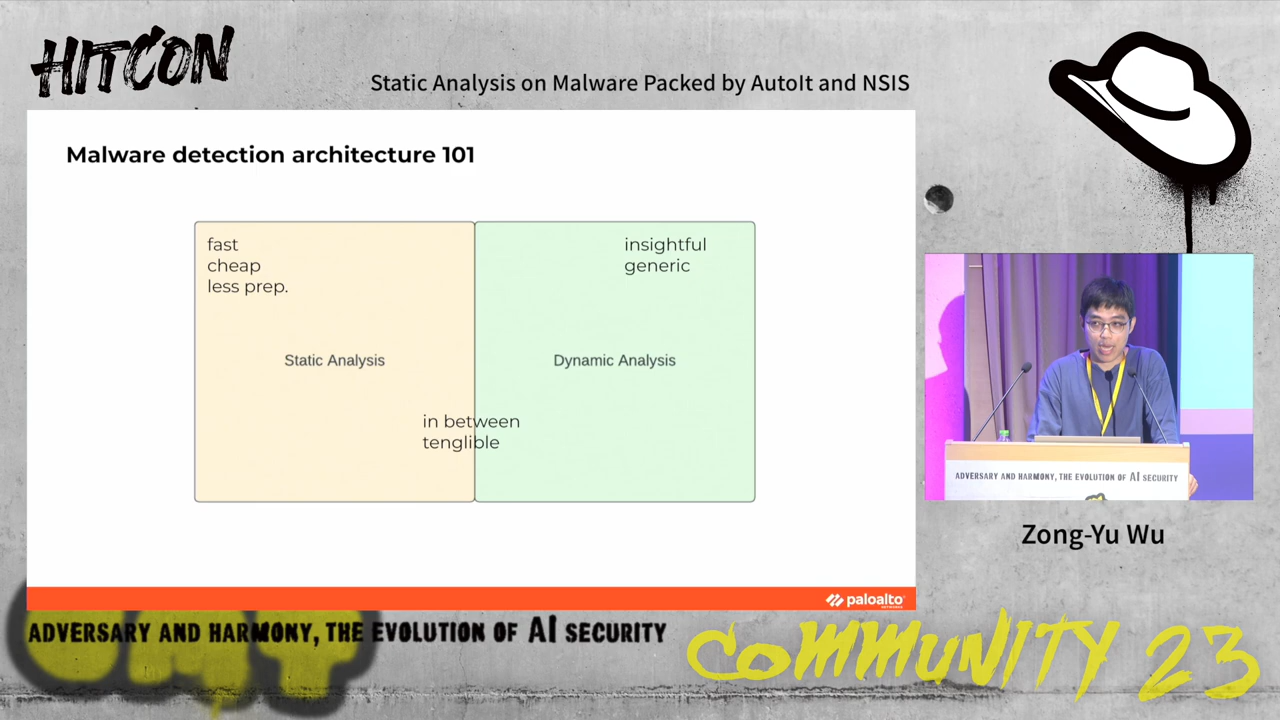 HITCON
Static Analysis on Malware Packed by AutoIt and NSIS
Malware detection architecture 101
fast
cheap
less prep.
insightful
generic
Static Analysis
Dynamic Analysis
in between
tenglible
paloalto
NETWORKS
ADVERSARY AND HARMONY, THE EVOLUTION OF AI SECURITY
Zong-Yu Wu
ADVERSARY AND HARMONY, THE EVOLUTION OF AI SECURITY
COMMUNITY 23